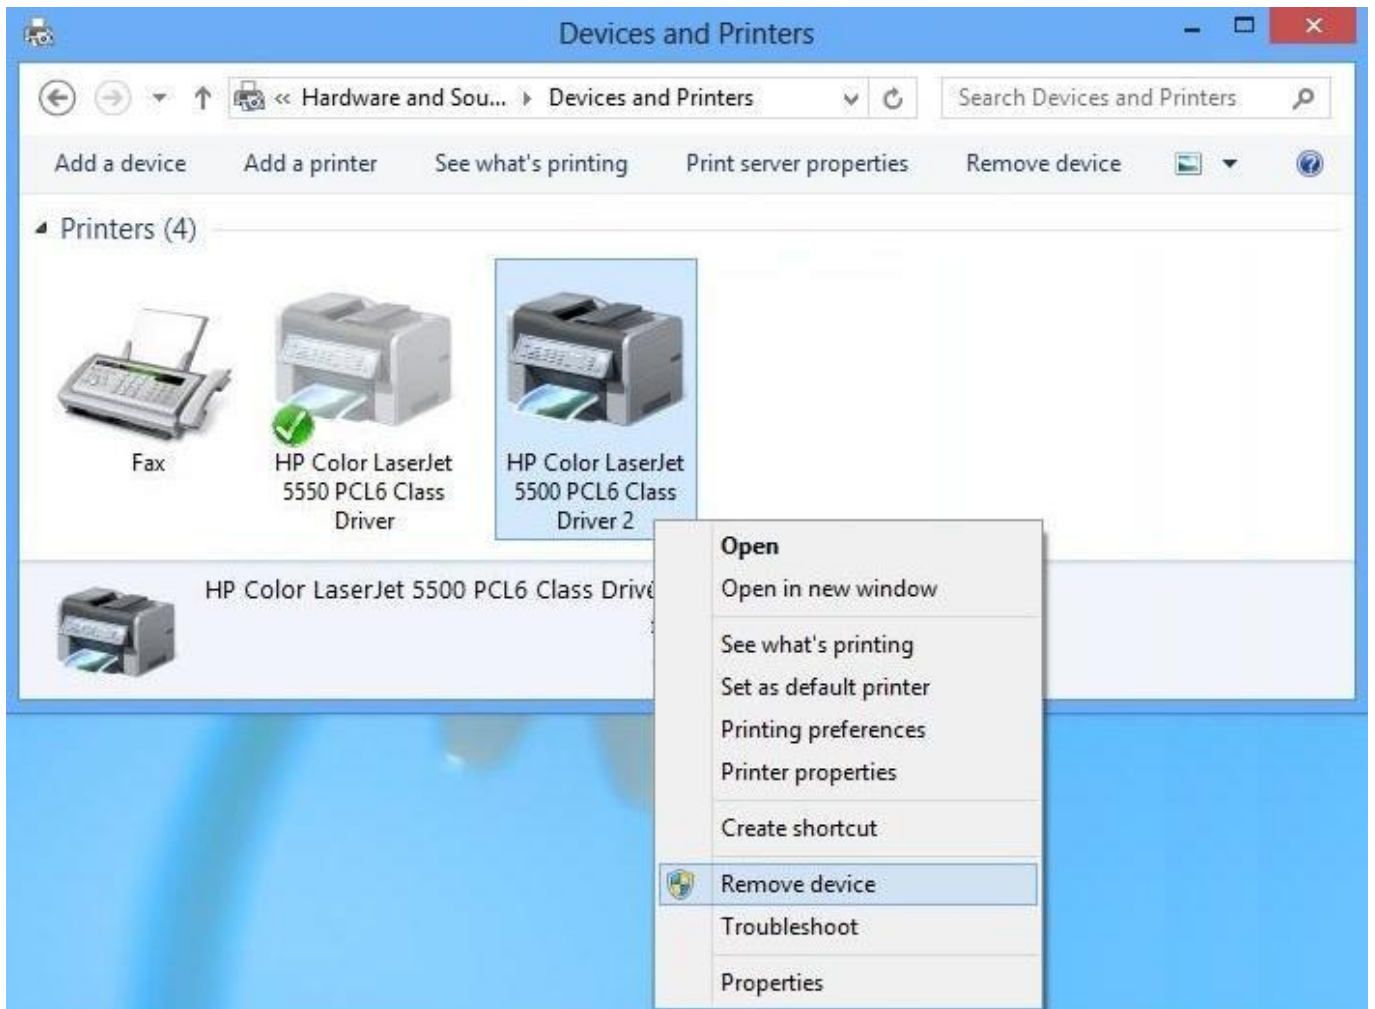 Devices and Printers
« Hardware and Sou... Devices and Printers
Search Devices and Printers
Add a device
Add a printer
See what's printing
Print server properties
Remove device
Printers (4)
Fax
HP Color LaserJet
5550 PCL6 Class
Driver
HP Color LaserJet
5500 PCL6 Class
Driver 2
HP Color LaserJet 5500 PCL6 Class
Open
Open in new window
See what's printing
Set as default printer
Printing preferences
Printer properties
Create shortcut
Remove device
Troubleshoot
Properties